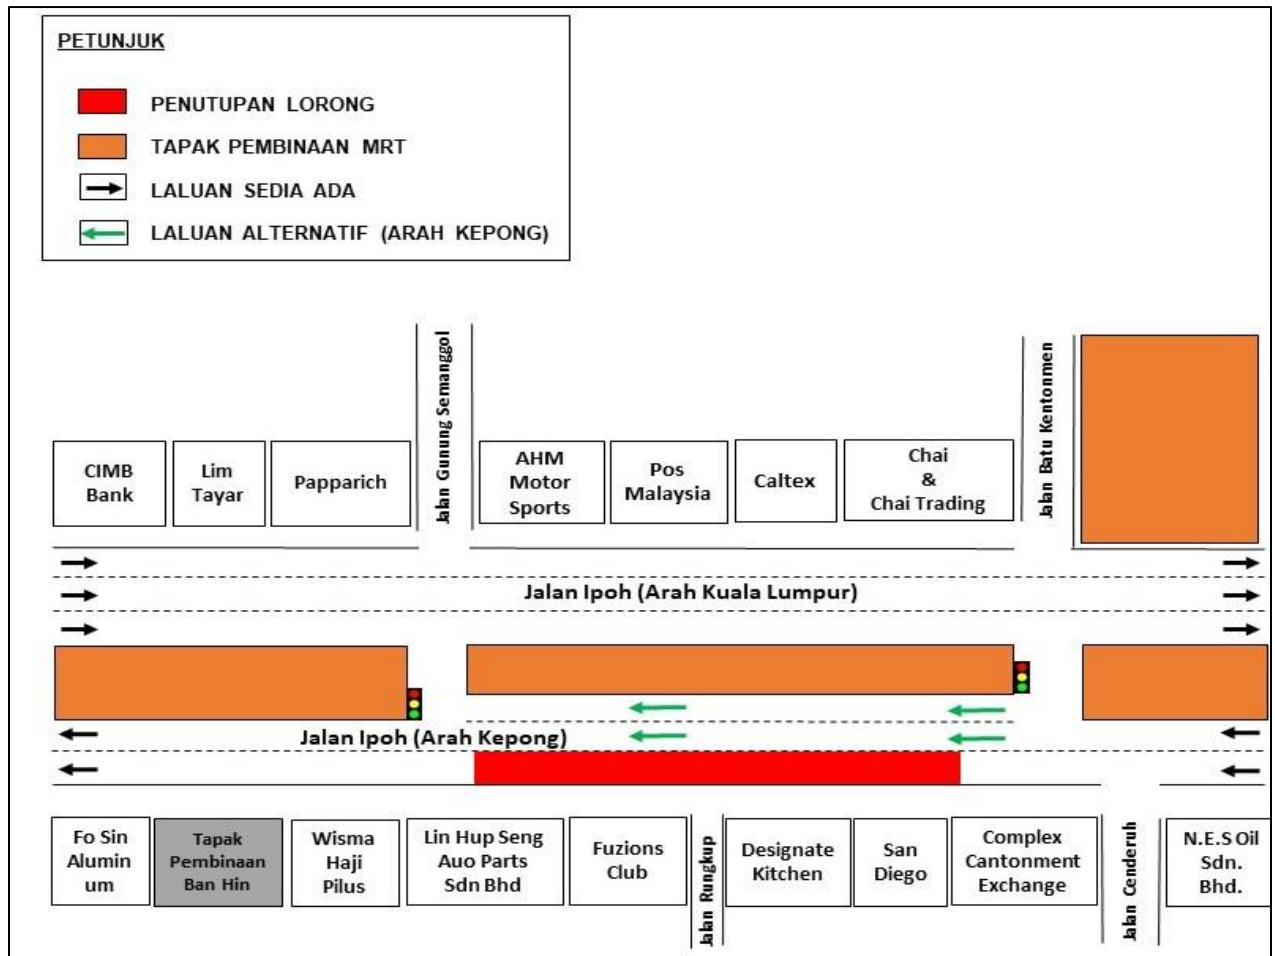 PETUNJUK
PENUTUPAN LORONG
TAPAK PEMBINAAN MRT
LALUAN SEDIA ADA
LALUAN ALTERNATIF (ARAH KEPONG)
Jalan Gunung Semanggol
Jalan Batu Kentonmen
CIMB
Bank
Lim
Tayar
Papparich
AHM
Motor
Sports
Pos
Malaysia
Caltex
Chai
&
Chai Trading
Jalan Ipoh (Arah Kuala Lumpur)
Jalan Ipoh (Arah Kepong)
Fo Sin
Alumin
um
Tapak
Pembinaan
Ban Hin
Wisma
Haji
Pilus
Lin Hup Seng
Auo Parts
Sdn Bhd
Fuzions
Club
Jalan Rungkup
Designate
Kitchen
San
Diego
Complex
Cantonment
Exchange
Jalan Cenderuh
N.E.S Oil
Sdn.
Bhd.